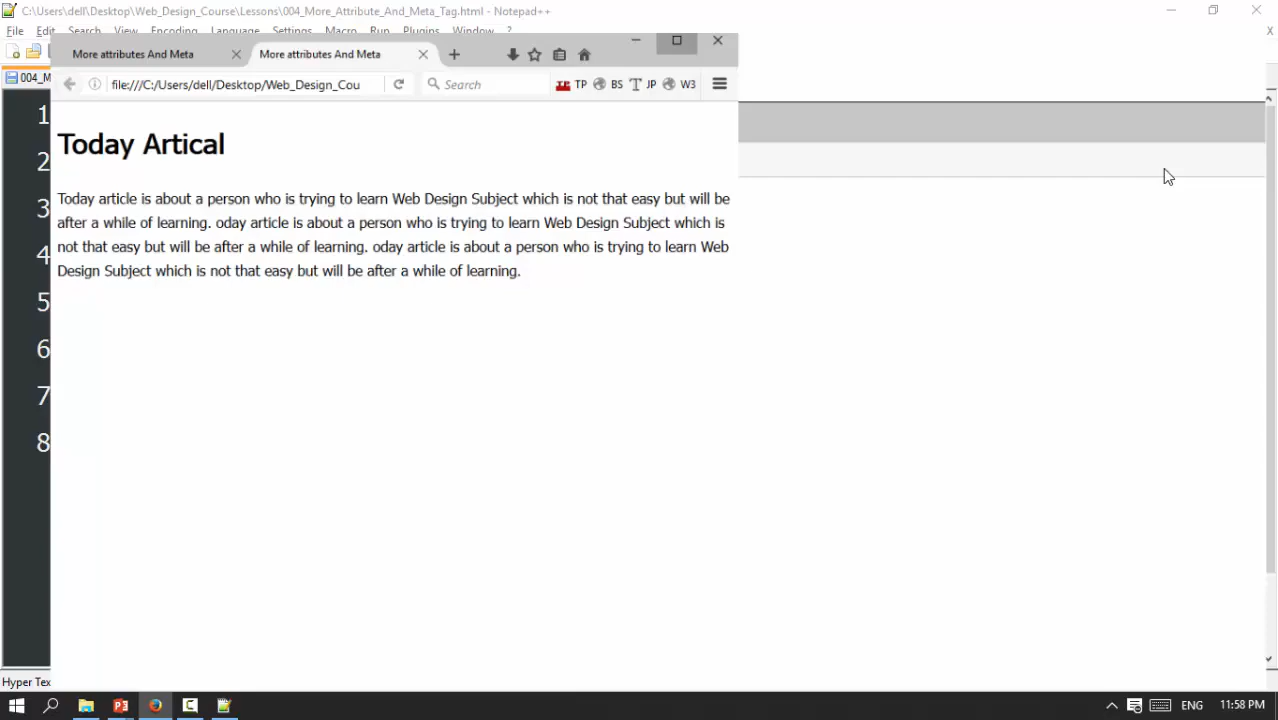 C:\Users\dell\Desktop\Web_Design_Course\Lessons\004_More_Attribute_And_Meta_Tag.html - Notepad++
File Edit Search View Encoding Language Settings Macro Run Plugins Window ? X
004_M
More attributes And Meta
More attributes And Meta
file:///C:/Users/dell/Desktop/Web_Design_Cou
Search
TP BS JP W3
1
2
3
4
5
6
7
8
Today Artical
Today article is about a person who is trying to learn Web Design Subject which is not that easy but will be
after a while of learning. oday article is about a person who is trying to learn Web Design Subject which is
not that easy but will be after a while of learning. oday article is about a person who is trying to learn Web
Design Subject which is not that easy but will be after a while of learning.
Hyper Tex
ENG 11:58 PM